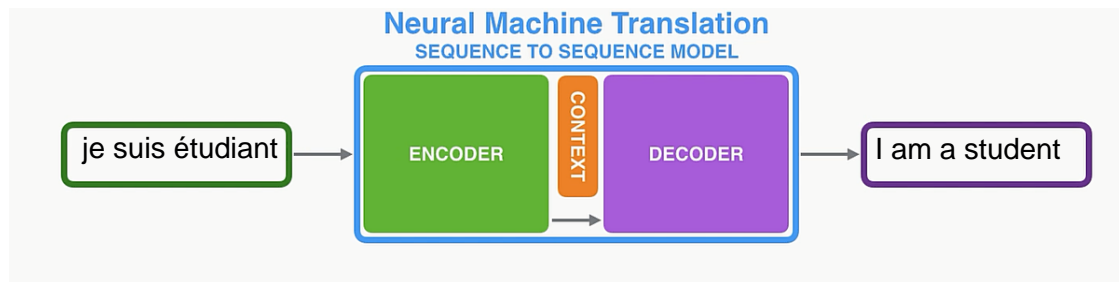 Neural Machine Translation
SEQUENCE TO SEQUENCE MODEL
je suis étudiant
ENCODER
CONTEXT
DECODER
I am a student